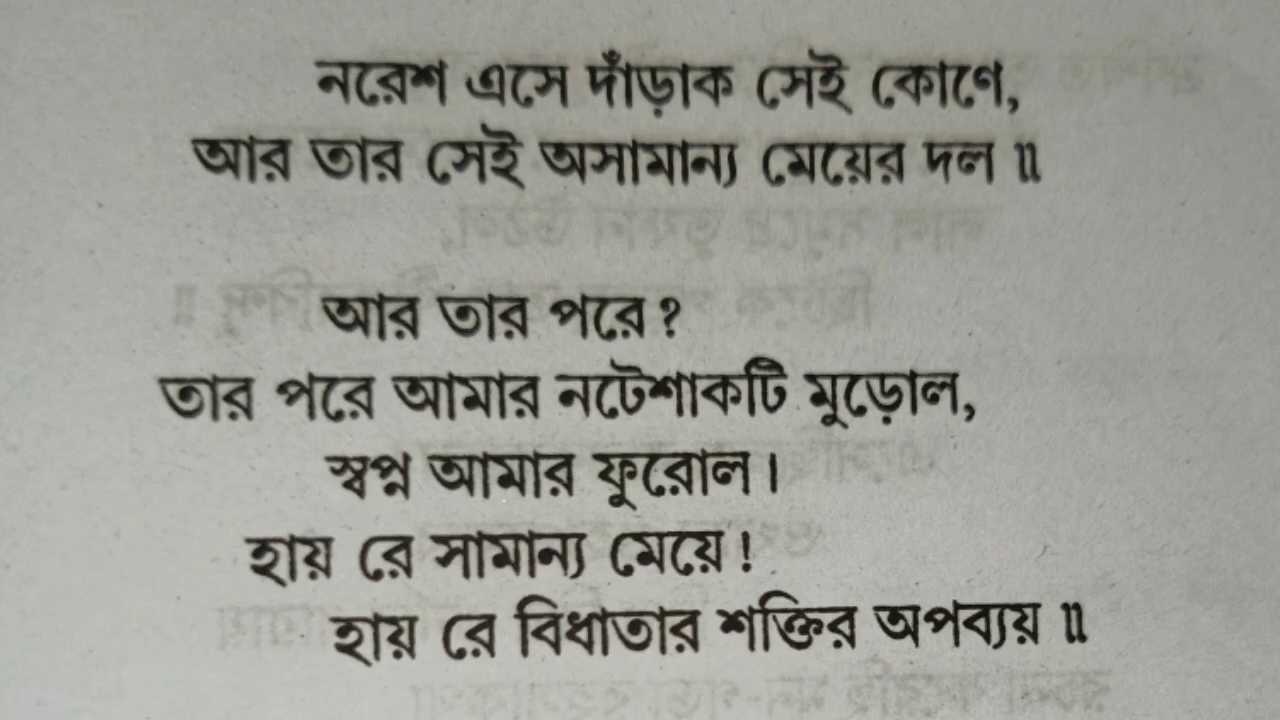 নরেশ এসে দাঁড়াক সেই কোণে,
আর তার সেই অসামান্য মেয়ের দল ॥
আর তার পরে?
তার পরে আমার নটেশাকটি মুড়োল,
স্বপ্ন আমার ফুরোল।
হায় রে সামান্য মেয়ে!
হায় রে বিধাতার শক্তির অপব্যয় ॥